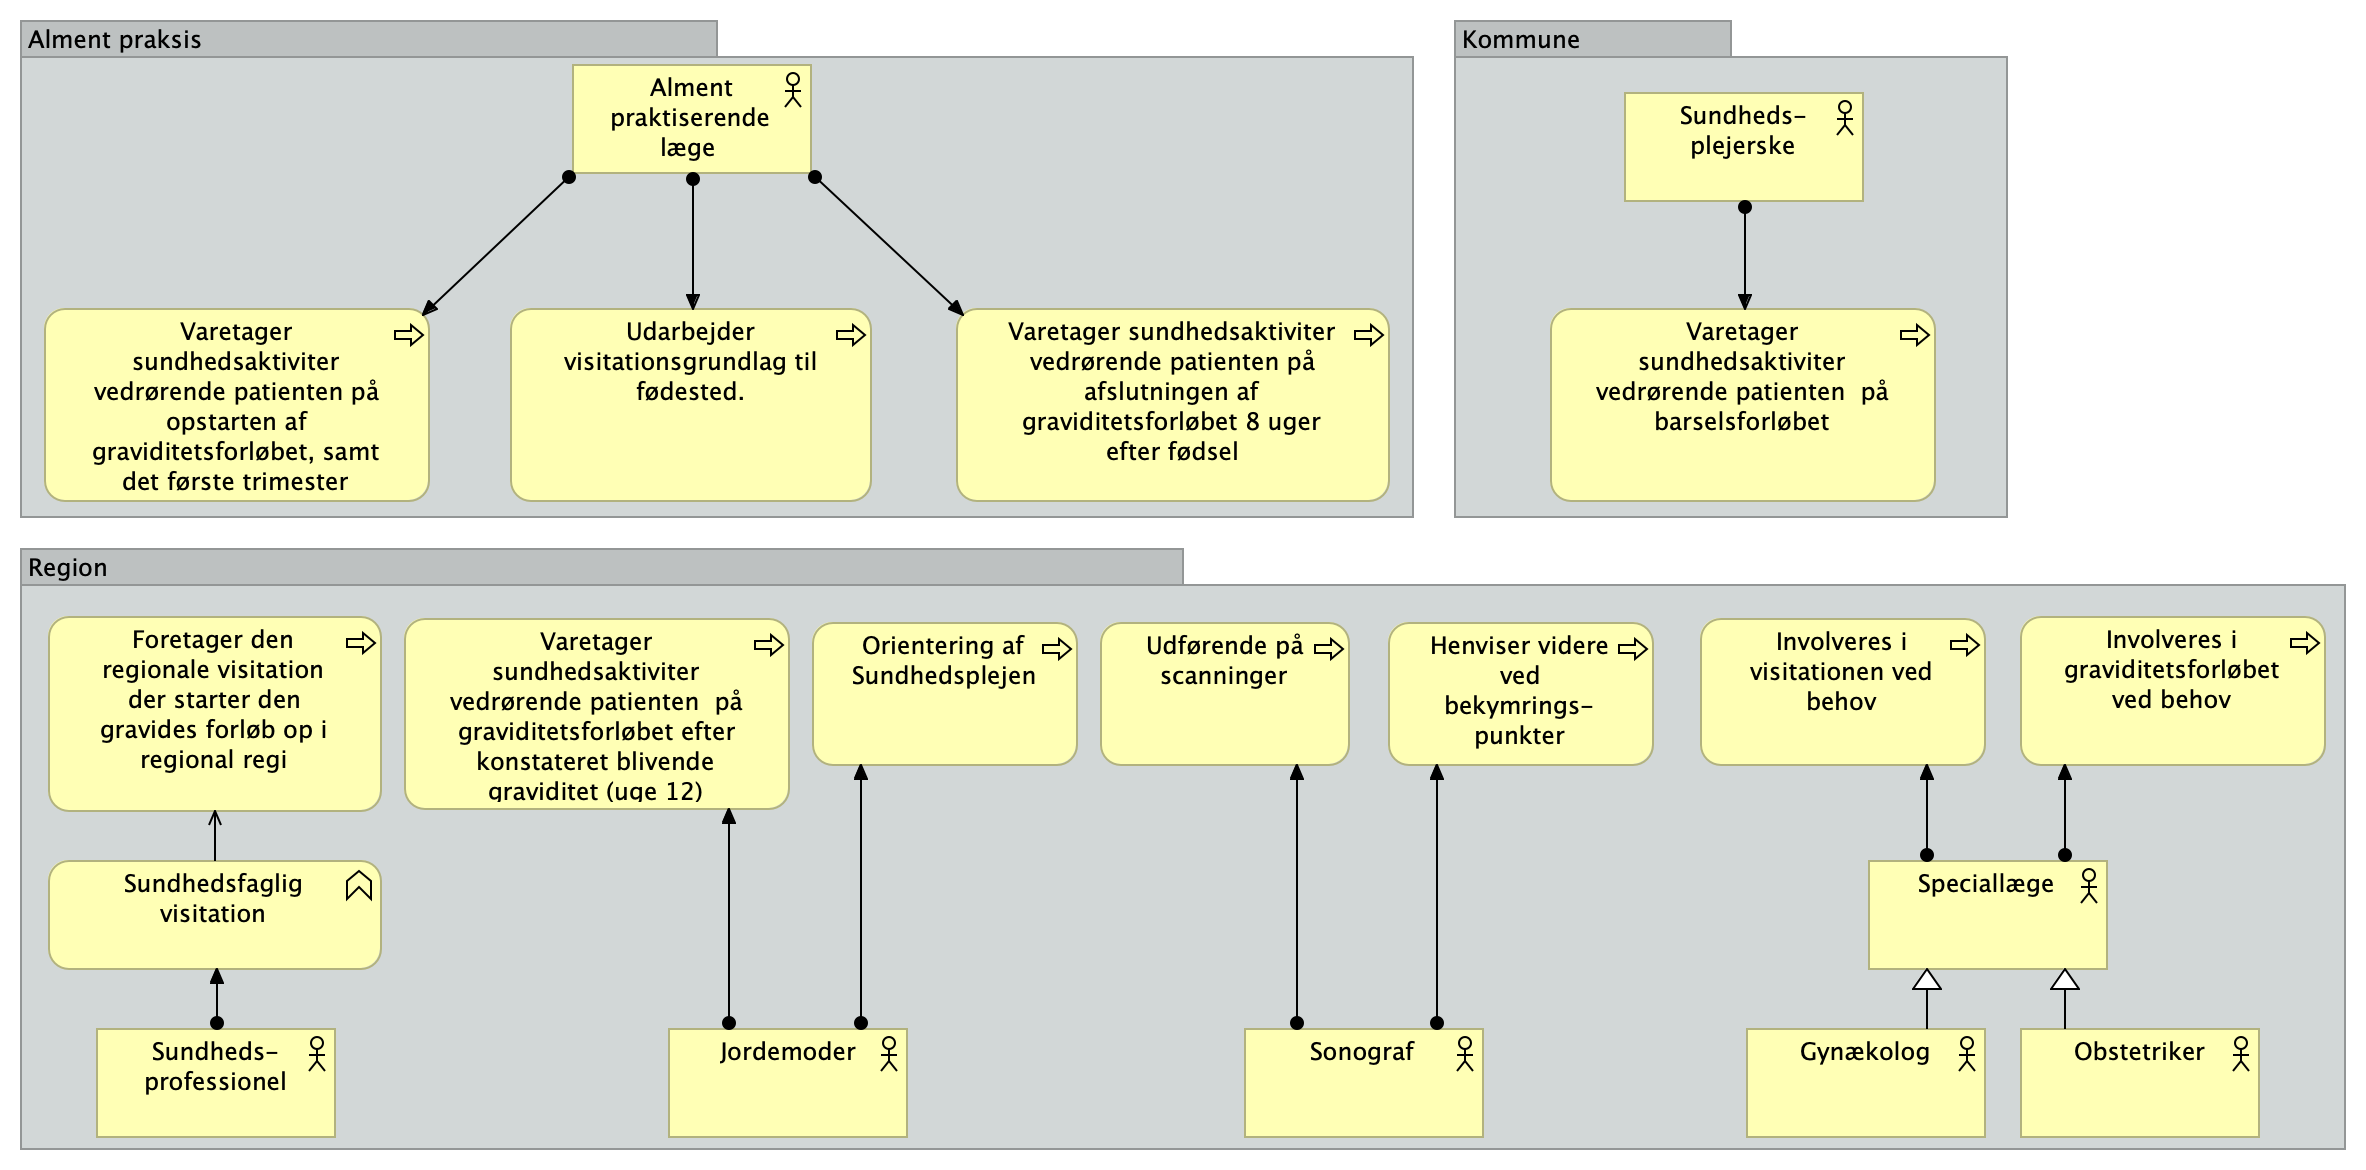 Alment praksis
Alment
praktiserende
læge
Varetager
sundhedsaktiviter
vedrørende patienten på
opstarten af
graviditetsforløbet, samt
det første trimester
Udarbejder
visitationsgrundlag til
fødested.
Varetager sundhedsaktiviter
vedrørende patienten på
afslutningen af
graviditetsforløbet 8 uger
efter fødsel
Kommune
Sundheds-
plejerske
Varetager
sundhedsaktiviter
vedrørende patienten  på
barselsforløbet
Region
Foretager den
regionale visitation
der starter den
gravides forløb op i
regional regi
Varetager
sundhedsaktiviter
vedrørende patienten  på
graviditetsforløbet efter
konstateret blivende
graviditet (uge 12)
Orientering af
Sundhedsplejen
Udførende på
scanninger
Henviser videre
ved
bekymrings-
punkter
Involveres i
visitationen ved
behov
Involveres i
graviditetsforløbet
ved behov
Sundhedsfaglig
visitation
Speciallæge
Sundheds-
professionel
Jordemoder
Sonograf
Gynækolog
Obstetriker